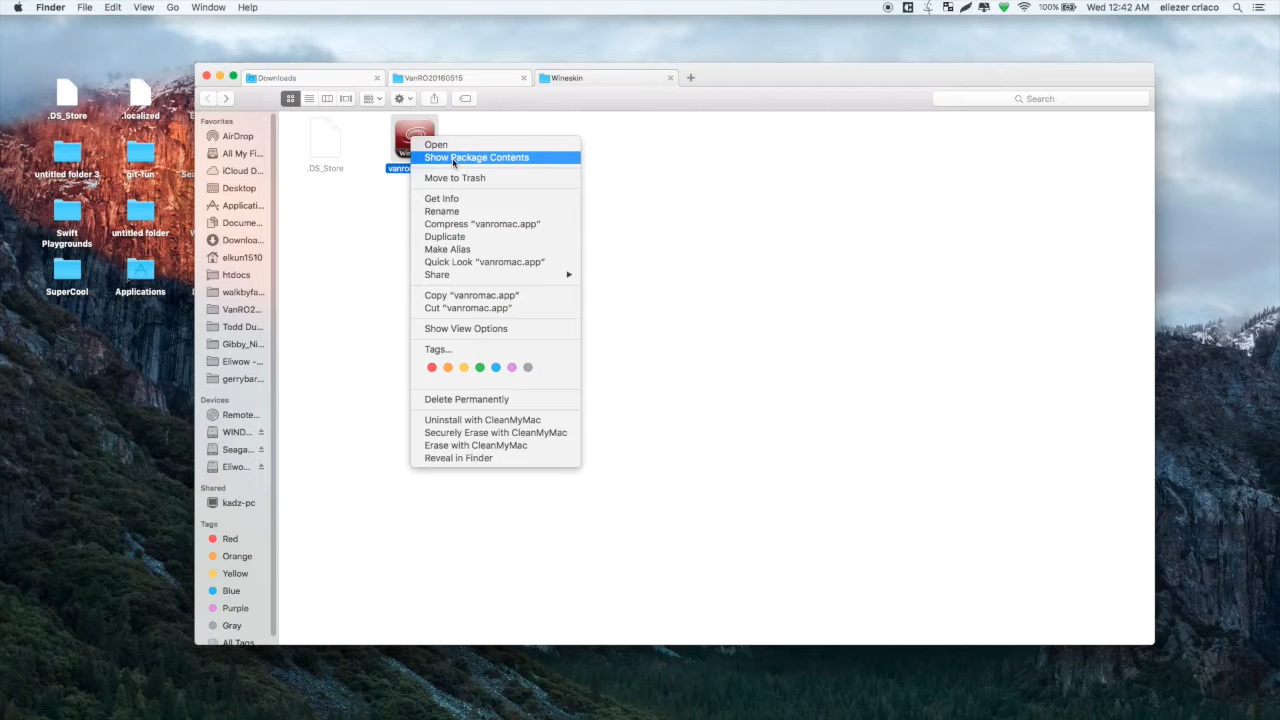 Finder File Edit View Go Window Help 100% Wed 12:42 AM eliezer criaco
Downloads VanRO20160515 Wineskin
Search
.DS_Store .localized
untitled folder 3 git-fun
Swift Playgrounds untitled folder
SuperCool Applications
Favorites
AirDrop
All My Fi...
iCloud D...
Desktop
Applicati...
Docume...
Downloa...
elkun1510
htdocs
walkbyfa...
VanRO2...
Todd Du...
Gibby_Ni...
Eliwow -...
gerrybar...
Devices
Remote...
WIND...
Seaga...
Eliwo...
Shared
kadz-pc
Tags
Red
Orange
Yellow
Blue
Purple
Gray
All Tags
.DS_Store
Open
Show Package Contents
Move to Trash
Get Info
Rename
Compress “vanromac.app”
Duplicate
Make Alias
Quick Look “vanromac.app”
Share
Copy “vanromac.app”
Cut “vanromac.app”
Show View Options
Tags...
Delete Permanently
Uninstall with CleanMyMac
Securely Erase with CleanMyMac
Erase with CleanMyMac
Reveal in Finder